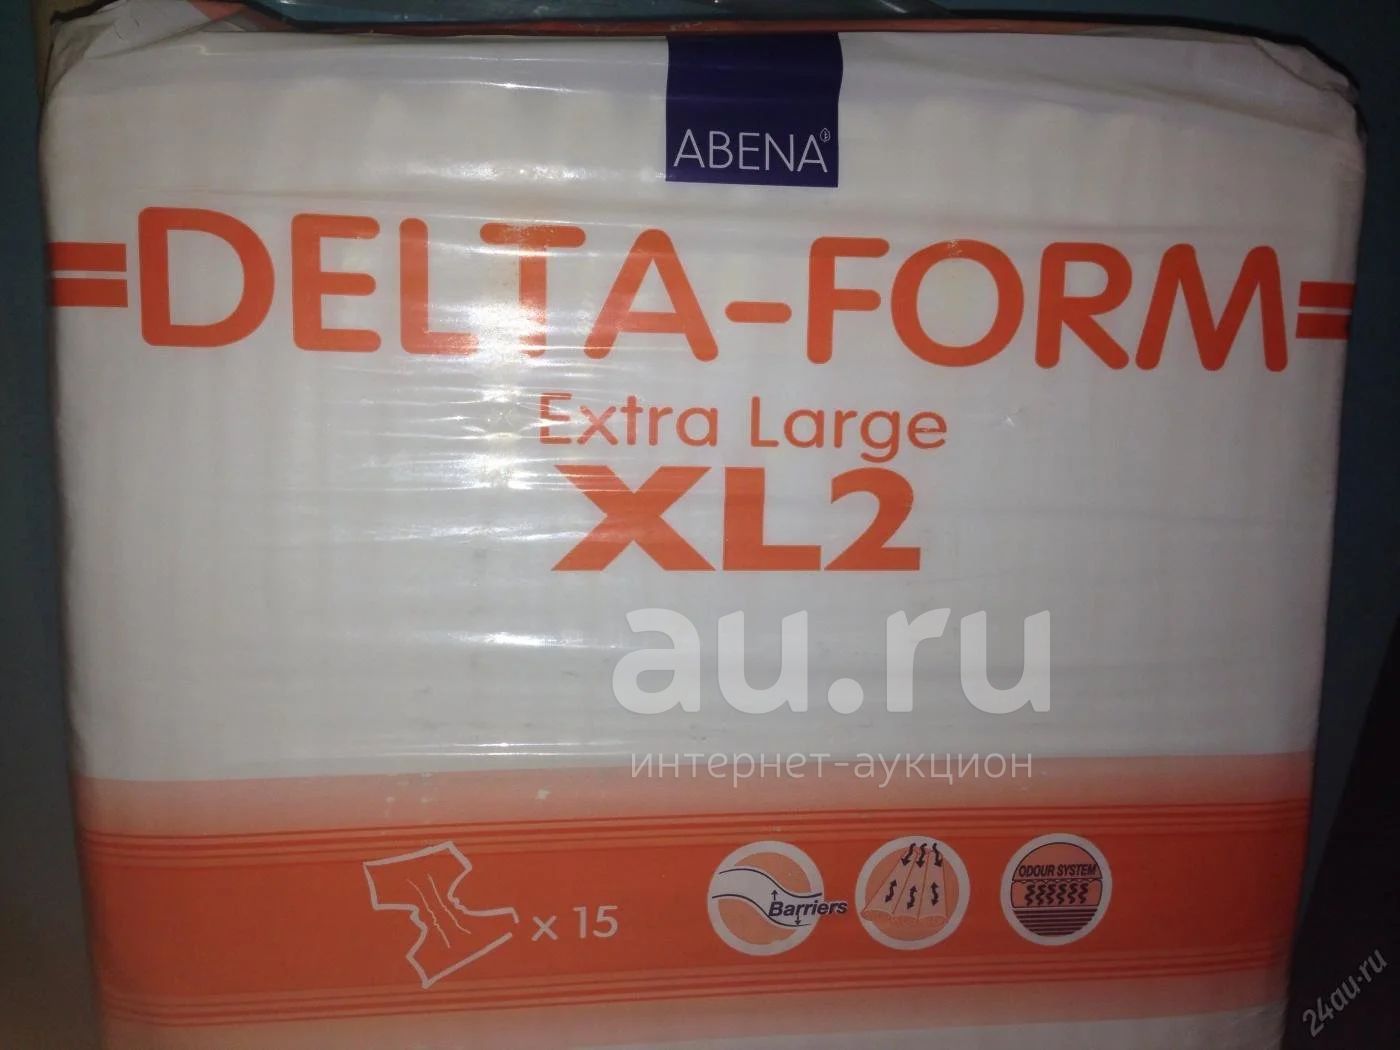 ABENA
DELTA-FORM
Extra Large
XL2
au.ru
интернет-аукцион
x 15
Barriers
ODOUR SYSTEM
24au.ru